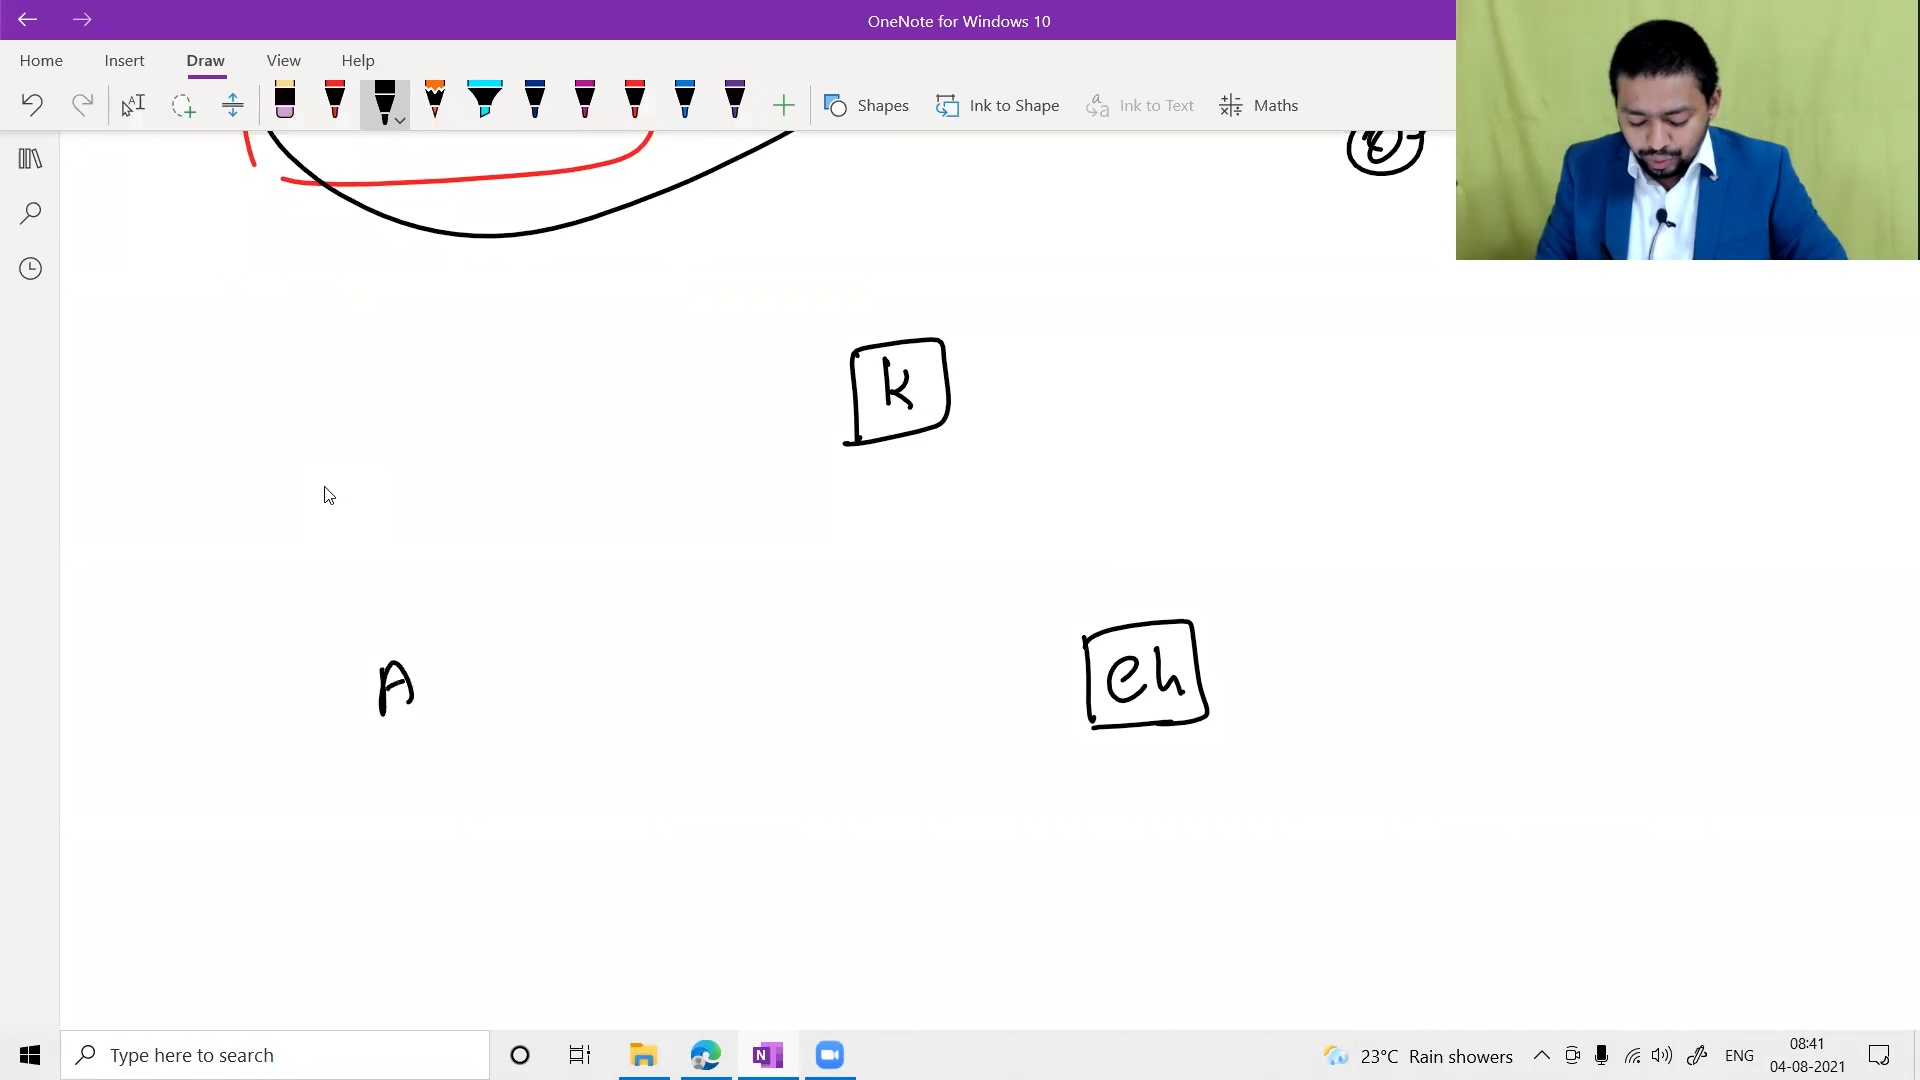 OneNote for Windows 10
Home Insert Draw View Help
Shapes Ink to Shape Ink to Text Maths
K
A
eh
Type here to search
23°C Rain showers ENG 08:41
04-08-2021